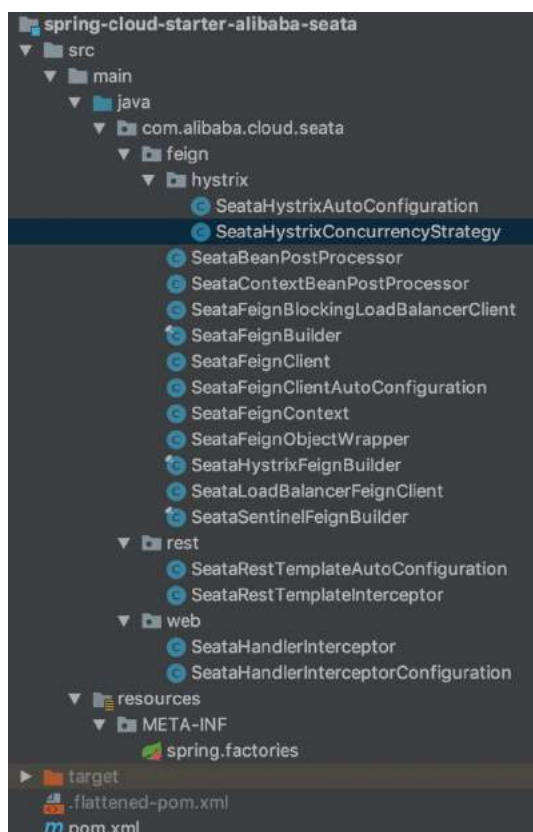 spring-cloud-starter-alibaba-seata
src
main
java
com.alibaba.cloud.seata
feign
hystrix
SeataHystrixAutoConfiguration
SeataHystrixConcurrencyStrategy
SeataBeanPostProcessor
SeataContextBeanPostProcessor
SeataFeignBlockingLoadBalancerClient
SeataFeignBuilder
SeataFeignClient
SeataFeignClientAutoConfiguration
SeataFeignContext
SeataFeignObjectWrapper
SeataHystrixFeignBuilder
SeataLoadBalancerFeignClient
SeataSentinelFeignBuilder
rest
SeataRestTemplateAutoConfiguration
SeataRestTemplateInterceptor
web
SeataHandlerInterceptor
SeataHandlerInterceptorConfiguration
resources
META-INF
spring.factories
target
.flattened-pom.xml
pom.xml